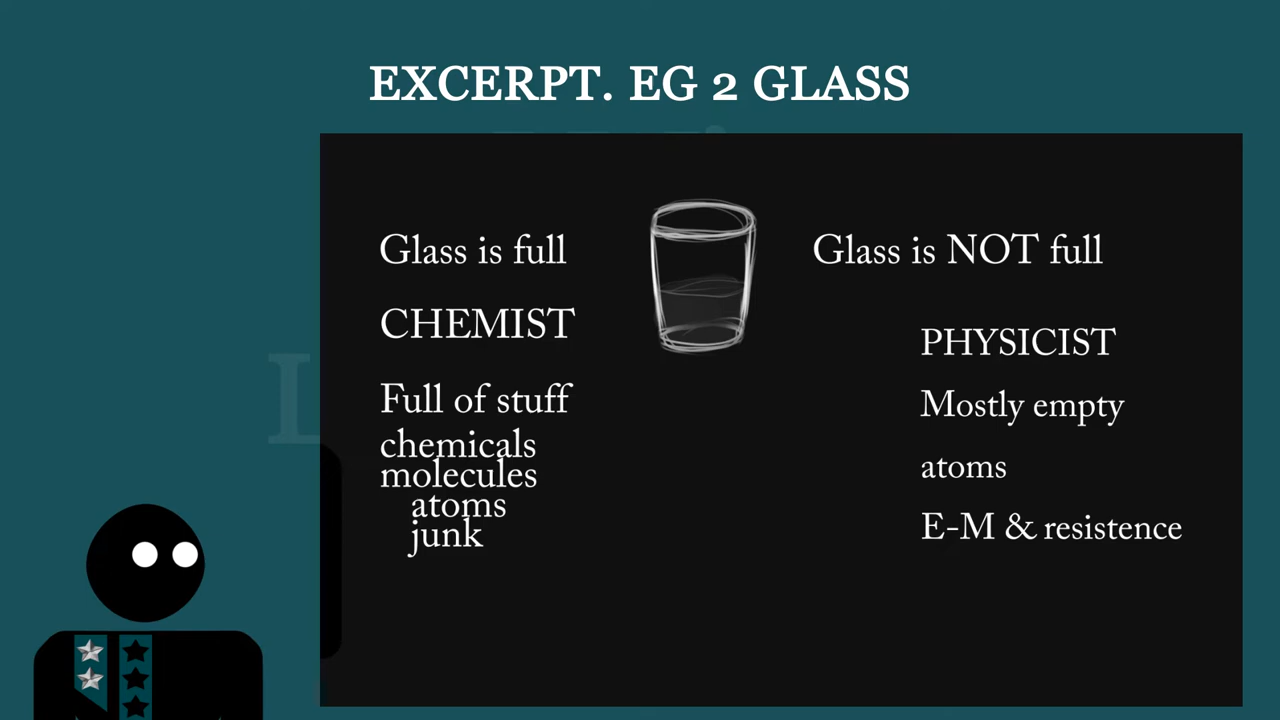 EXCERPT. EG 2 GLASS
Glass is full
CHEMIST
Full of stuff
chemicals
molecules
atoms
junk
Glass is NOT full
PHYSICIST
Mostly empty
atoms
E-M & resistence